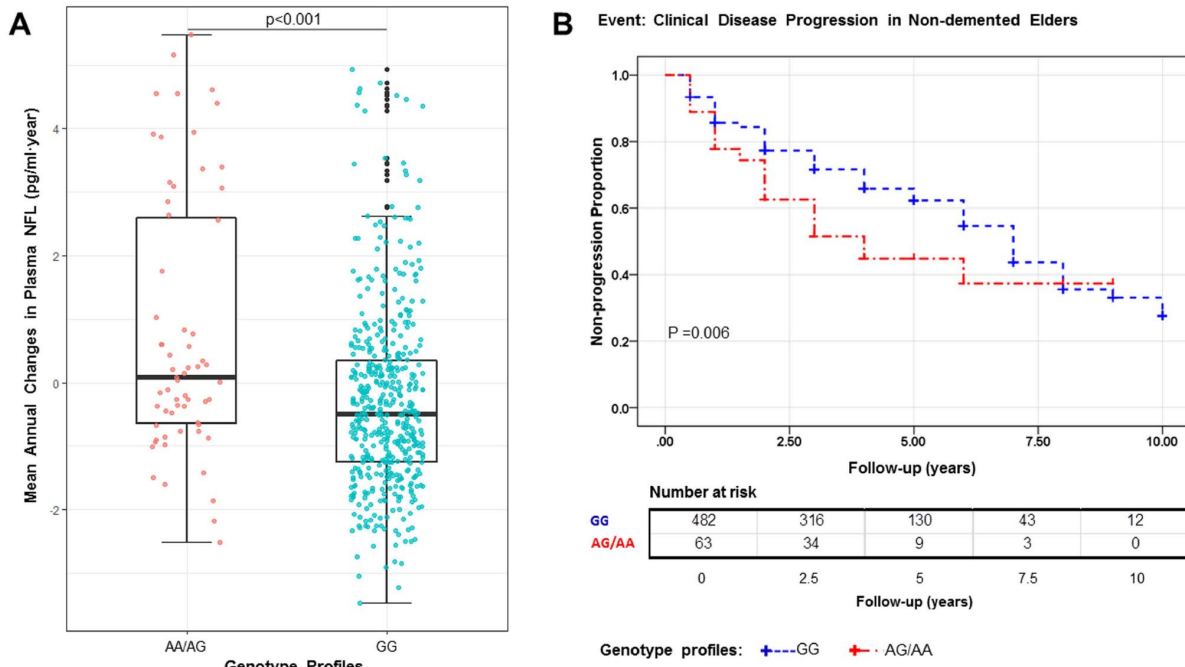 A
p<0.001
Mean Annual Changes in Plasma NFL (pg/ml·year)
4
2
0
-2
AA/AG
GG
Genotype Profiles
B
Event: Clinical Disease Progression in Non-demented Elders
Non-progression Proportion
1.0
0.8
0.6
0.4
0.2
0.0
P =0.006
.00
2.50
5.00
7.50
10.00
Follow-up (years)
Number at risk
GG 482 316 130 43 12
AG/AA 63 34 9 3 0
0 2.5 5 7.5 10
Follow-up (years)
Genotype profiles: GG AG/AA